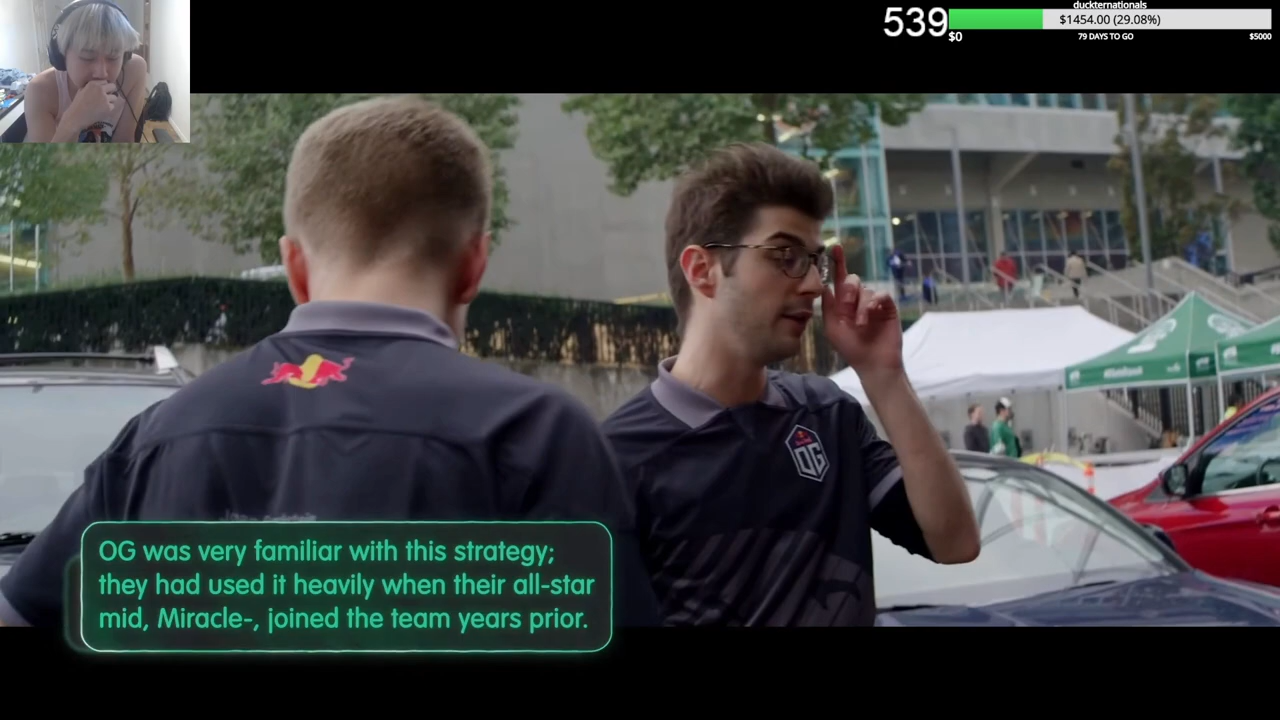 duckternationals
539
$1454.00 (29.08%)
$0
79 DAYS TO GO
$5000
OG
OG was very familiar with this strategy;
they had used it heavily when their all-star
mid, Miracle-, joined the team years prior.